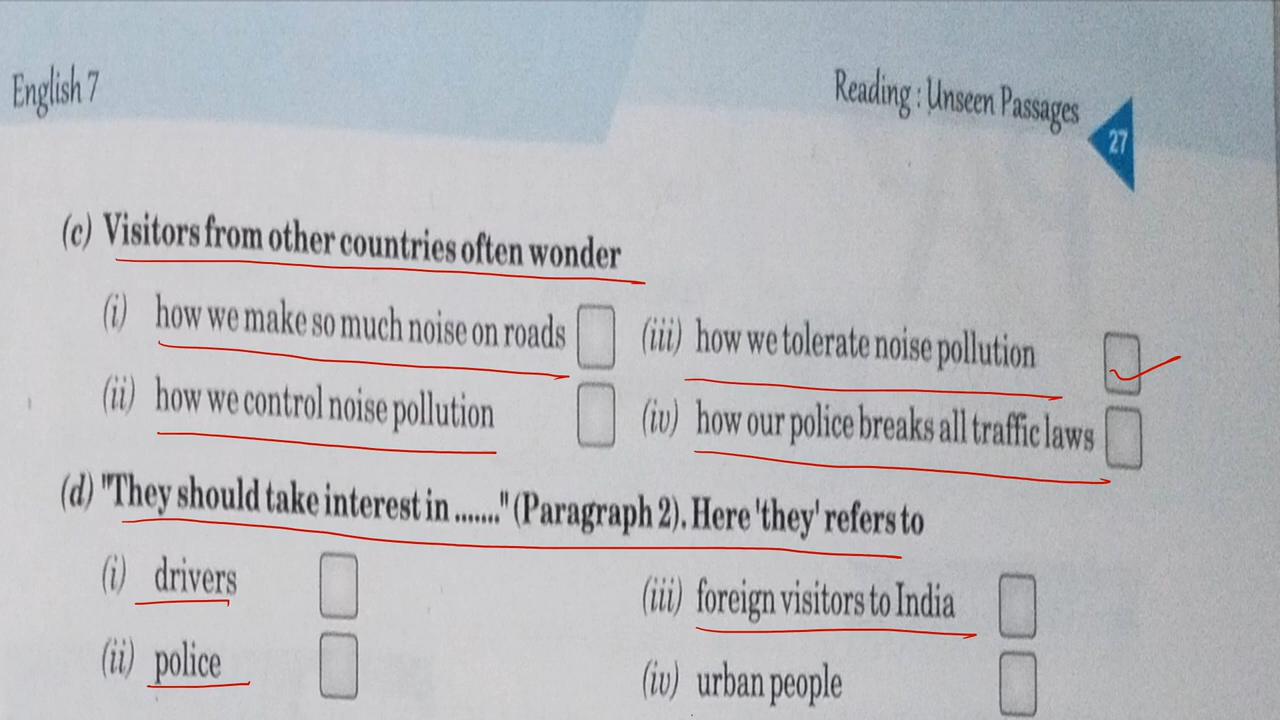 English 7
Reading : Unseen Passages
27
(c) Visitors from other countries often wonder
(i) how we make so much noise on roads
(iii) how we tolerate noise pollution
(ii) how we control noise pollution
(iv) how our police breaks all traffic laws
(d) "They should take interest in ......." (Paragraph 2). Here 'they' refers to
(i) drivers
(iii) foreign visitors to India
(ii) police
(iv) urban people